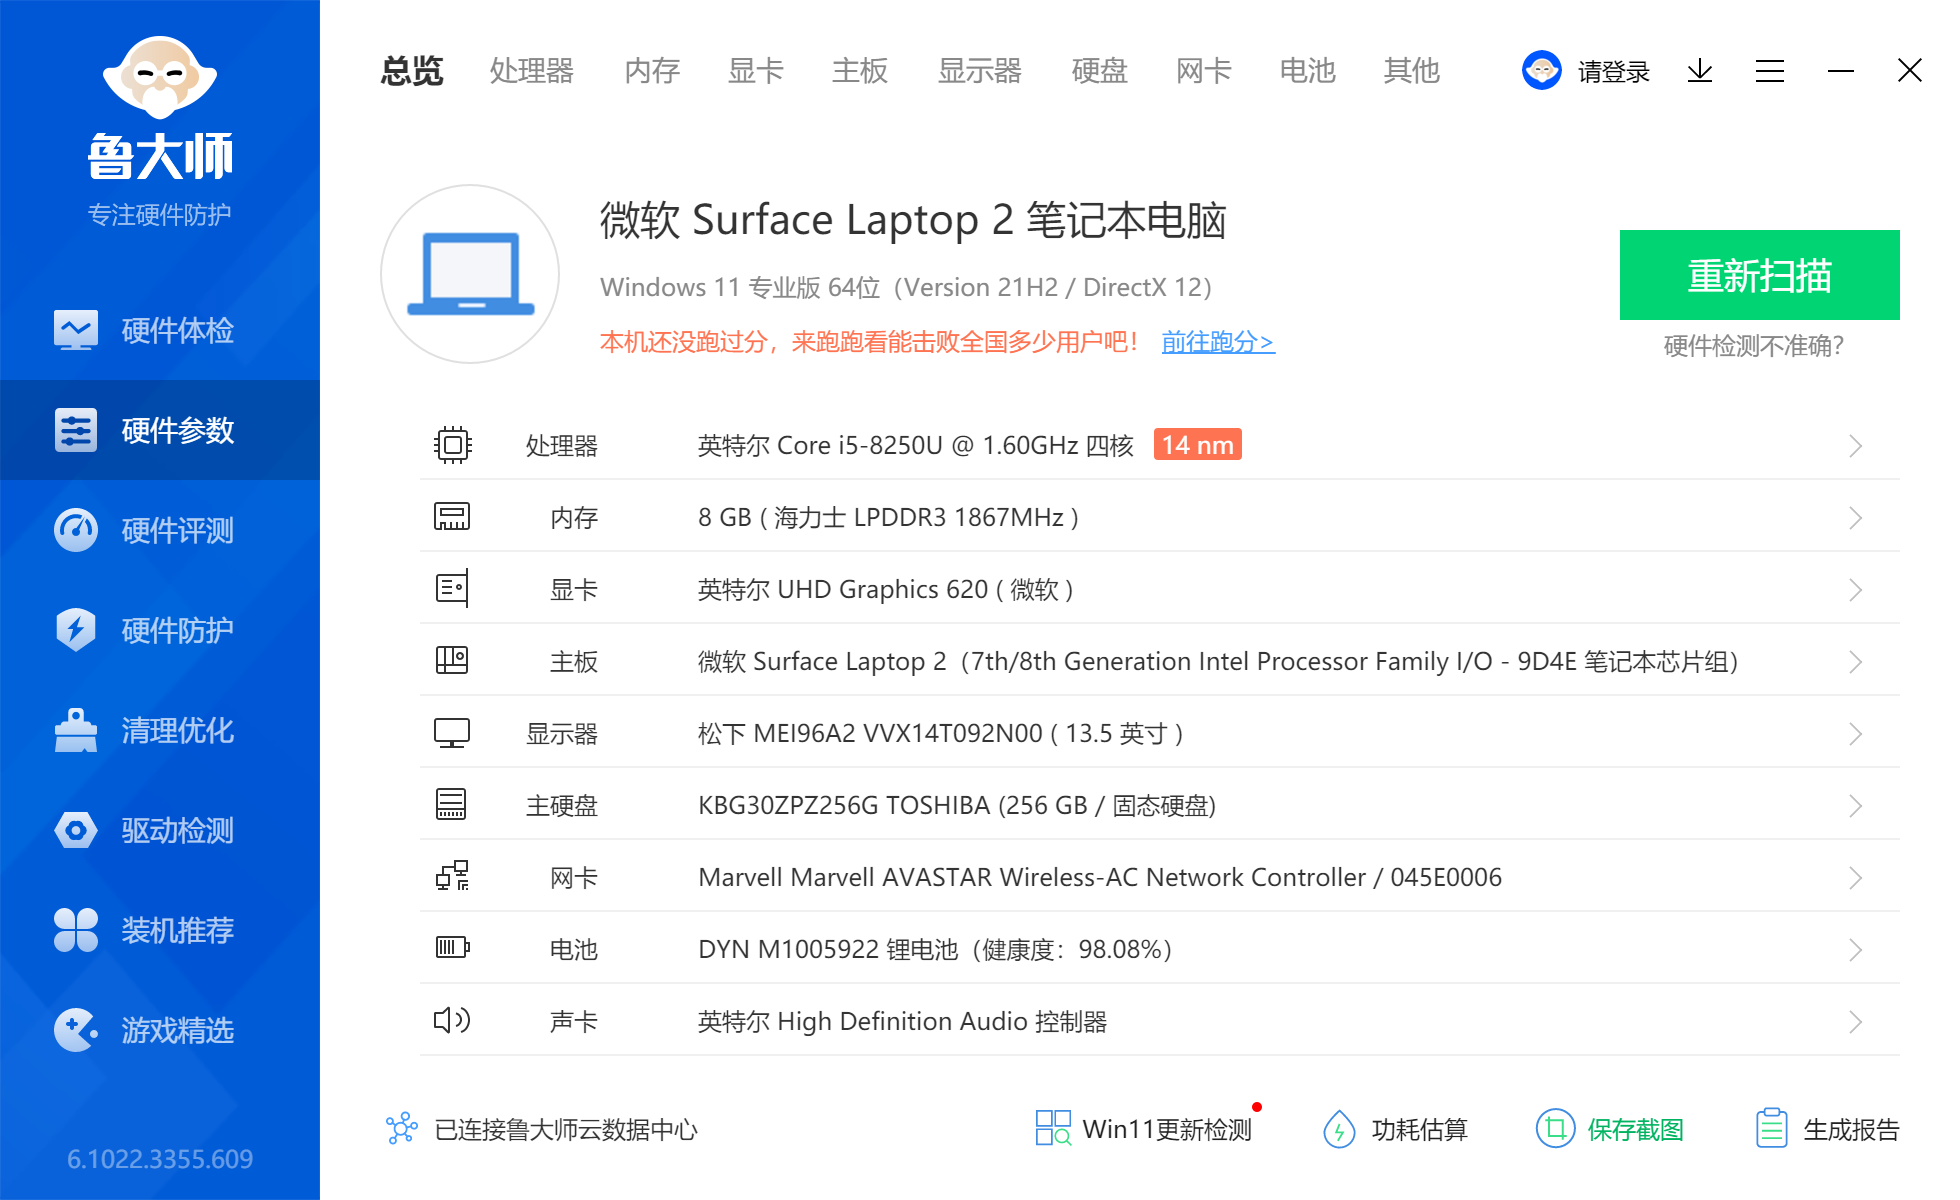 鲁大师
专注硬件防护
硬件体检
硬件参数
硬件评测
硬件防护
清理优化
驱动检测
装机推荐
游戏精选
6.1022.3355.609
总览 处理器 内存 显卡 主板 显示器 硬盘 网卡 电池 其他 请登录
微软 Surface Laptop 2 笔记本电脑
Windows 11 专业版 64位（Version 21H2 / DirectX 12）
本机还没跑过分，来跑跑看能击败全国多少用户吧！ 前往跑分>
重新扫描
硬件检测不准确？
处理器 英特尔 Core i5-8250U @ 1.60GHz 四核 14 nm
内存 8 GB ( 海力士 LPDDR3 1867MHz )
显卡 英特尔 UHD Graphics 620 ( 微软 )
主板 微软 Surface Laptop 2（7th/8th Generation Intel Processor Family I/O - 9D4E 笔记本芯片组）
显示器 松下 MEI96A2 VVX14T092N00 ( 13.5 英寸 )
主硬盘 KBG30ZPZ256G TOSHIBA (256 GB / 固态硬盘)
网卡 Marvell Marvell AVASTAR Wireless-AC Network Controller / 045E0006
电池 DYN M1005922 锂电池（健康度：98.08%）
声卡 英特尔 High Definition Audio 控制器
已连接鲁大师云数据中心 Win11更新检测 功耗估算 保存截图 生成报告